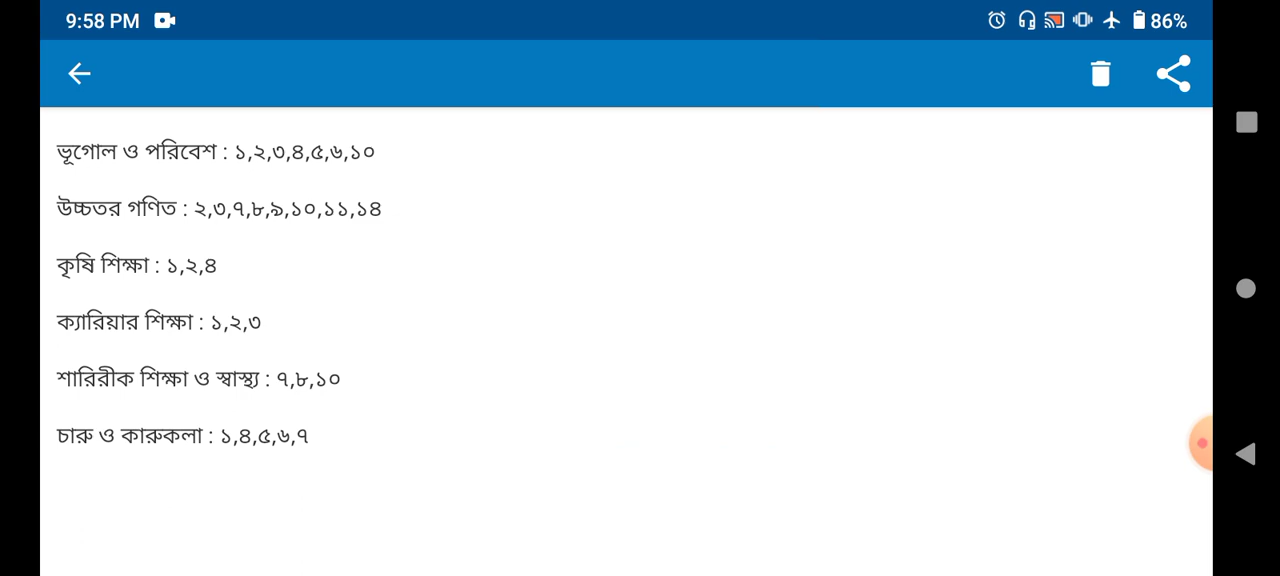 9:58 PM
86%
ভূগোল ও পরিবেশ : ১,২,৩,৪,৫,৬,১০
উচ্চতর গণিত : ২,৩,৭,৮,৯,১০,১১,১৪
কৃষি শিক্ষা : ১,২,৪
ক্যারিয়ার শিক্ষা : ১,২,৩
শারিরীক শিক্ষা ও স্বাস্থ্য : ৭,৮,১০
চারু ও কারুকলা : ১,৪,৫,৬,৭